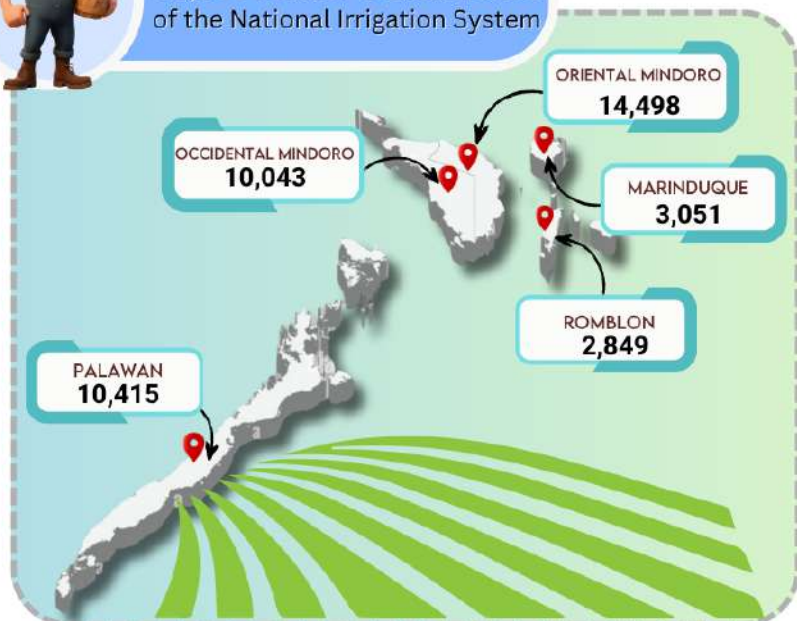 of the National Irrigation System
ORIENTAL MINDORO
14,498
OCCIDENTAL MINDORO
10,043
MARINDUQUE
3,051
ROMBLON
2,849
PALAWAN
10,415